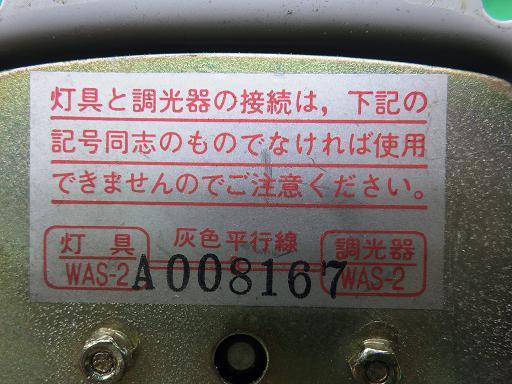 灯具と調光器の接続は，下記の
記号同志のものでなければ使用
できませんのでご注意ください。
灯具 灰色平行線 調光器
WAS-2 A008167 WAS-2